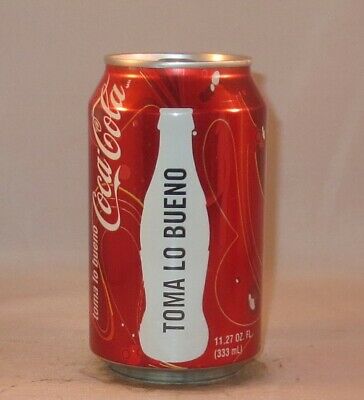 Coca-Cola
toma lo bueno
TOMA LO BUENO
11.27 OZ. FL.
(333 mL)